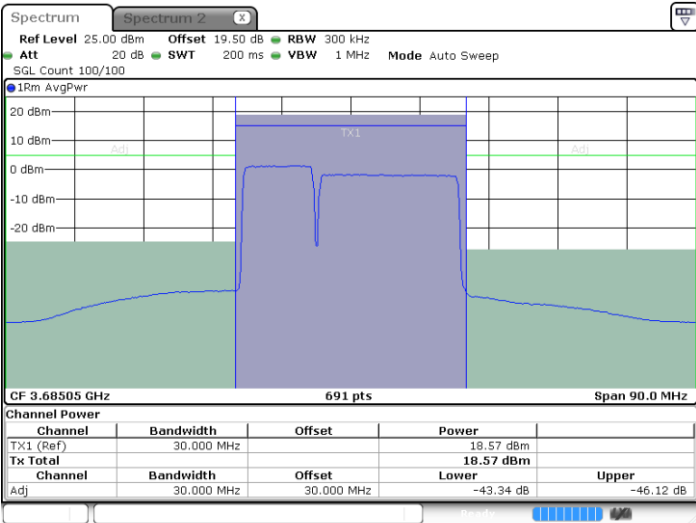 Spectrum Spectrum 2 X
Ref Level 25.00 dBm Offset 19.50 dB RBW 300 kHz
Att 20 dB SWT 200 ms VBW 1 MHz Mode Auto Sweep
SGL Count 100/100
1Rm AvgPwr
20 dBm
TX1
10 dBm
Adj Adj
0 dBm
-10 dBm
-20 dBm
CF 3.68505 GHz 691 pts Span 90.0 MHz
Channel Power
Channel Bandwidth Offset Power
TX1 (Ref) 30.000 MHz 18.57 dBm
Tx Total 18.57 dBm
Channel Bandwidth Offset Lower Upper
Adj 30.000 MHz 30.000 MHz -43.34 dB -46.12 dB
Ready